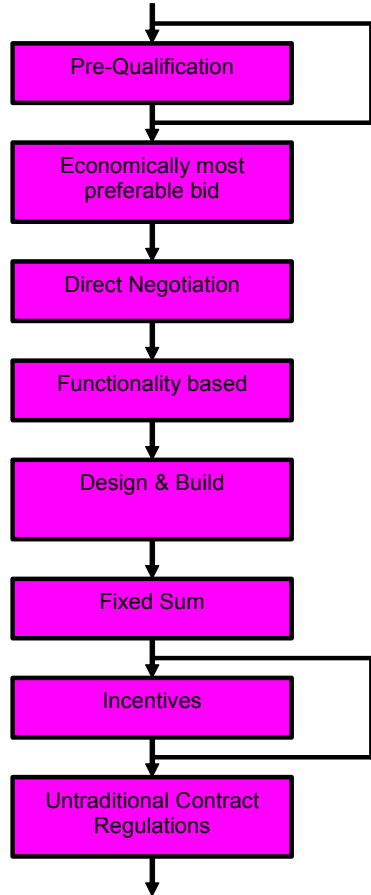 Pre-Qualification
Economically most
preferable bid
Direct Negotiation
Functionality based
Design & Build
Fixed Sum
Incentives
Untraditional Contract
Regulations